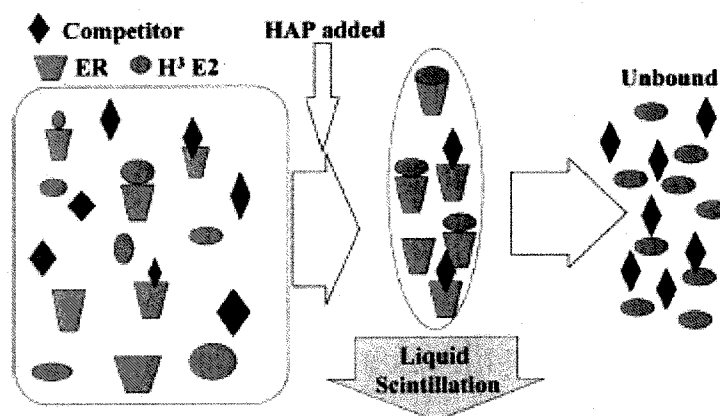 Competitor
ER H³ E2
HAP added
Unbound
Liquid
Scintillation